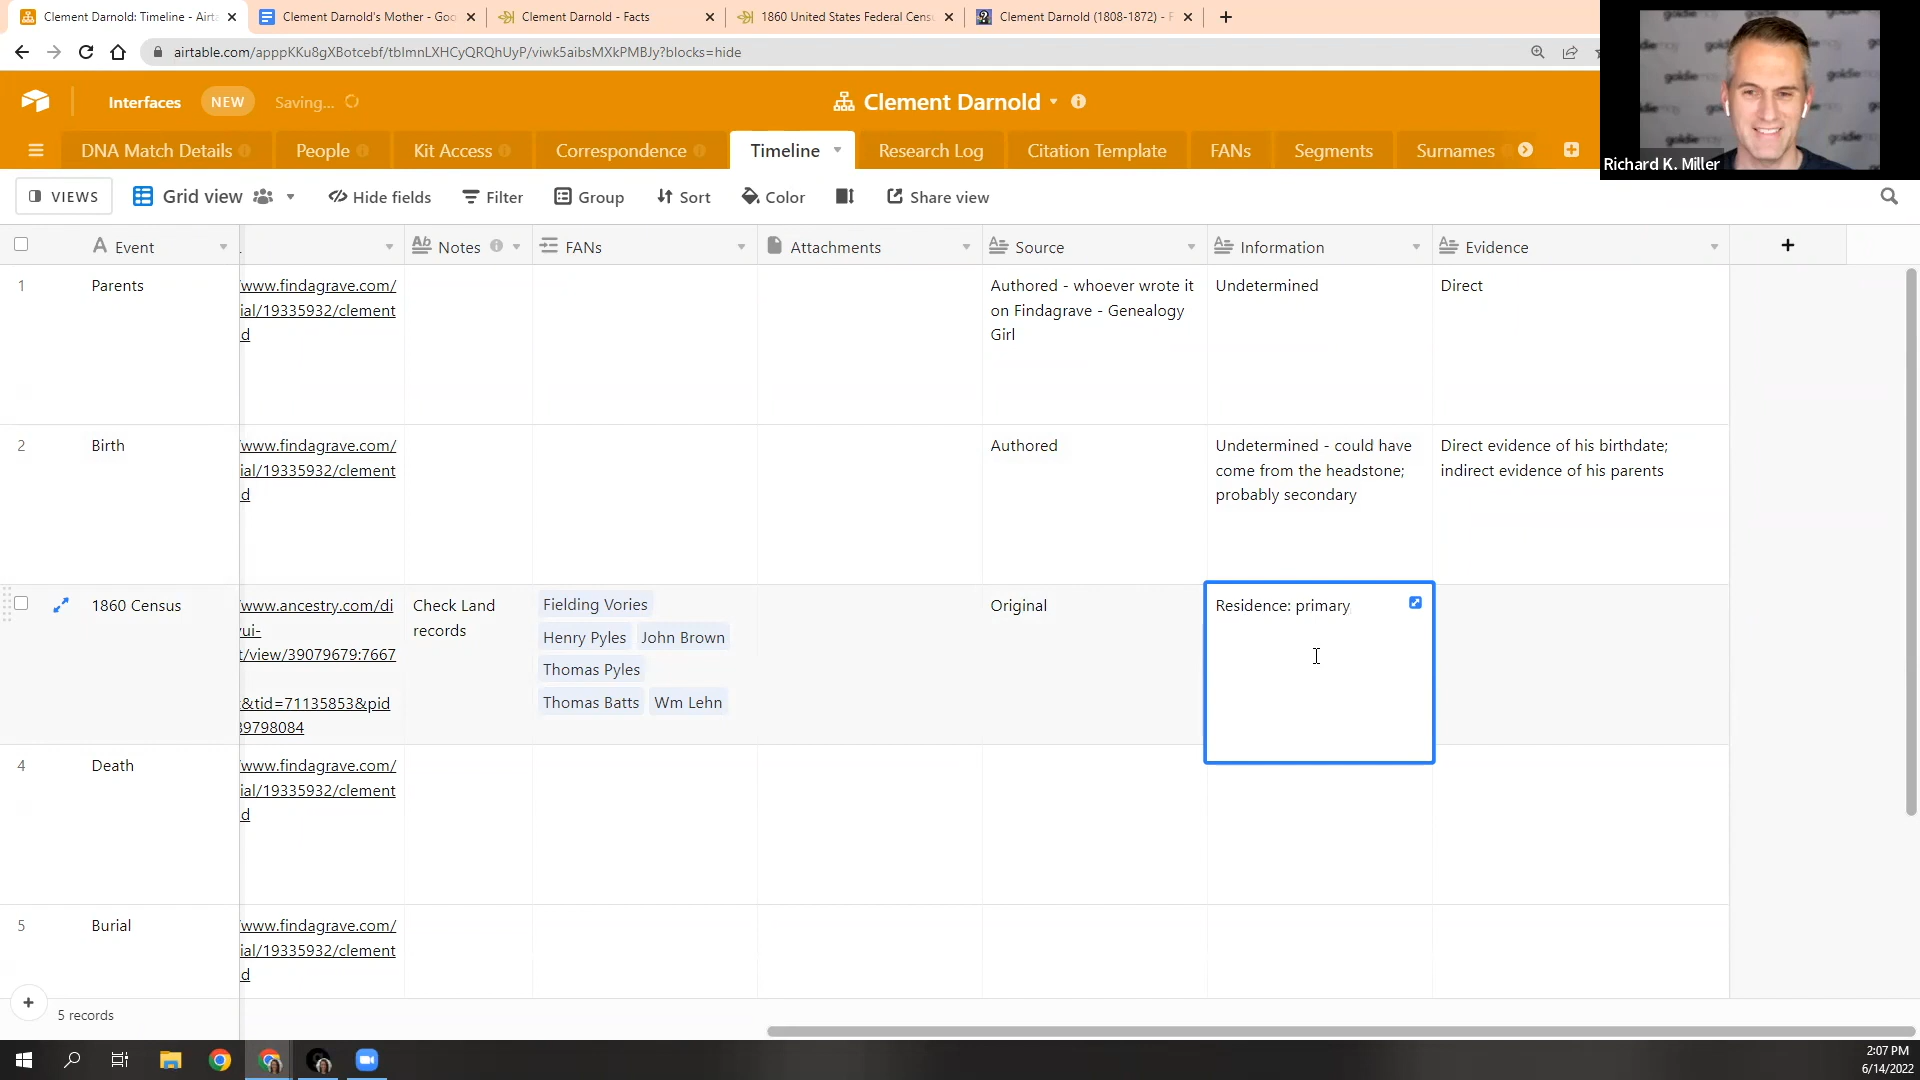 Clement Darnold: Timeline - Airt
Clement Darnold's Mother - Goo
Clement Darnold - Facts
1860 United States Federal Censu
Clement Darnold (1808-1872) - F
airtable.com/apppKKu8gXBotcebf/tblmnLXHCyQRQhUyP/viwk5aibsMXkPMBJy?blocks=hide
Interfaces
NEW
Saving...
Clement Darnold
DNA Match Details
People
Kit Access
Correspondence
Timeline
Research Log
Citation Template
FANs
Segments
Surnames
Richard K. Miller
VIEWS
Grid view
Hide fields
Filter
Group
Sort
Color
Share view
Event
Notes
FANs
Attachments
Source
Information
Evidence
1
Parents
www.findagrave.com/
ial/19335932/clement
d
Authored - whoever wrote it
on Findagrave - Genealogy
Girl
Undetermined
Direct
2
Birth
www.findagrave.com/
ial/19335932/clement
d
Authored
Undetermined - could have
come from the headstone;
probably secondary
Direct evidence of his birthdate;
indirect evidence of his parents
1860 Census
www.ancestry.com/di
ui-
t/view/39079679:7667
&tid=71135853&pid
39798084
Check Land
records
Fielding Vories
Henry Pyles
John Brown
Thomas Pyles
Thomas Batts
Wm Lehn
Original
Residence: primary
4
Death
www.findagrave.com/
ial/19335932/clement
d
5
Burial
www.findagrave.com/
ial/19335932/clement
d
5 records
2:07 PM
6/14/2022